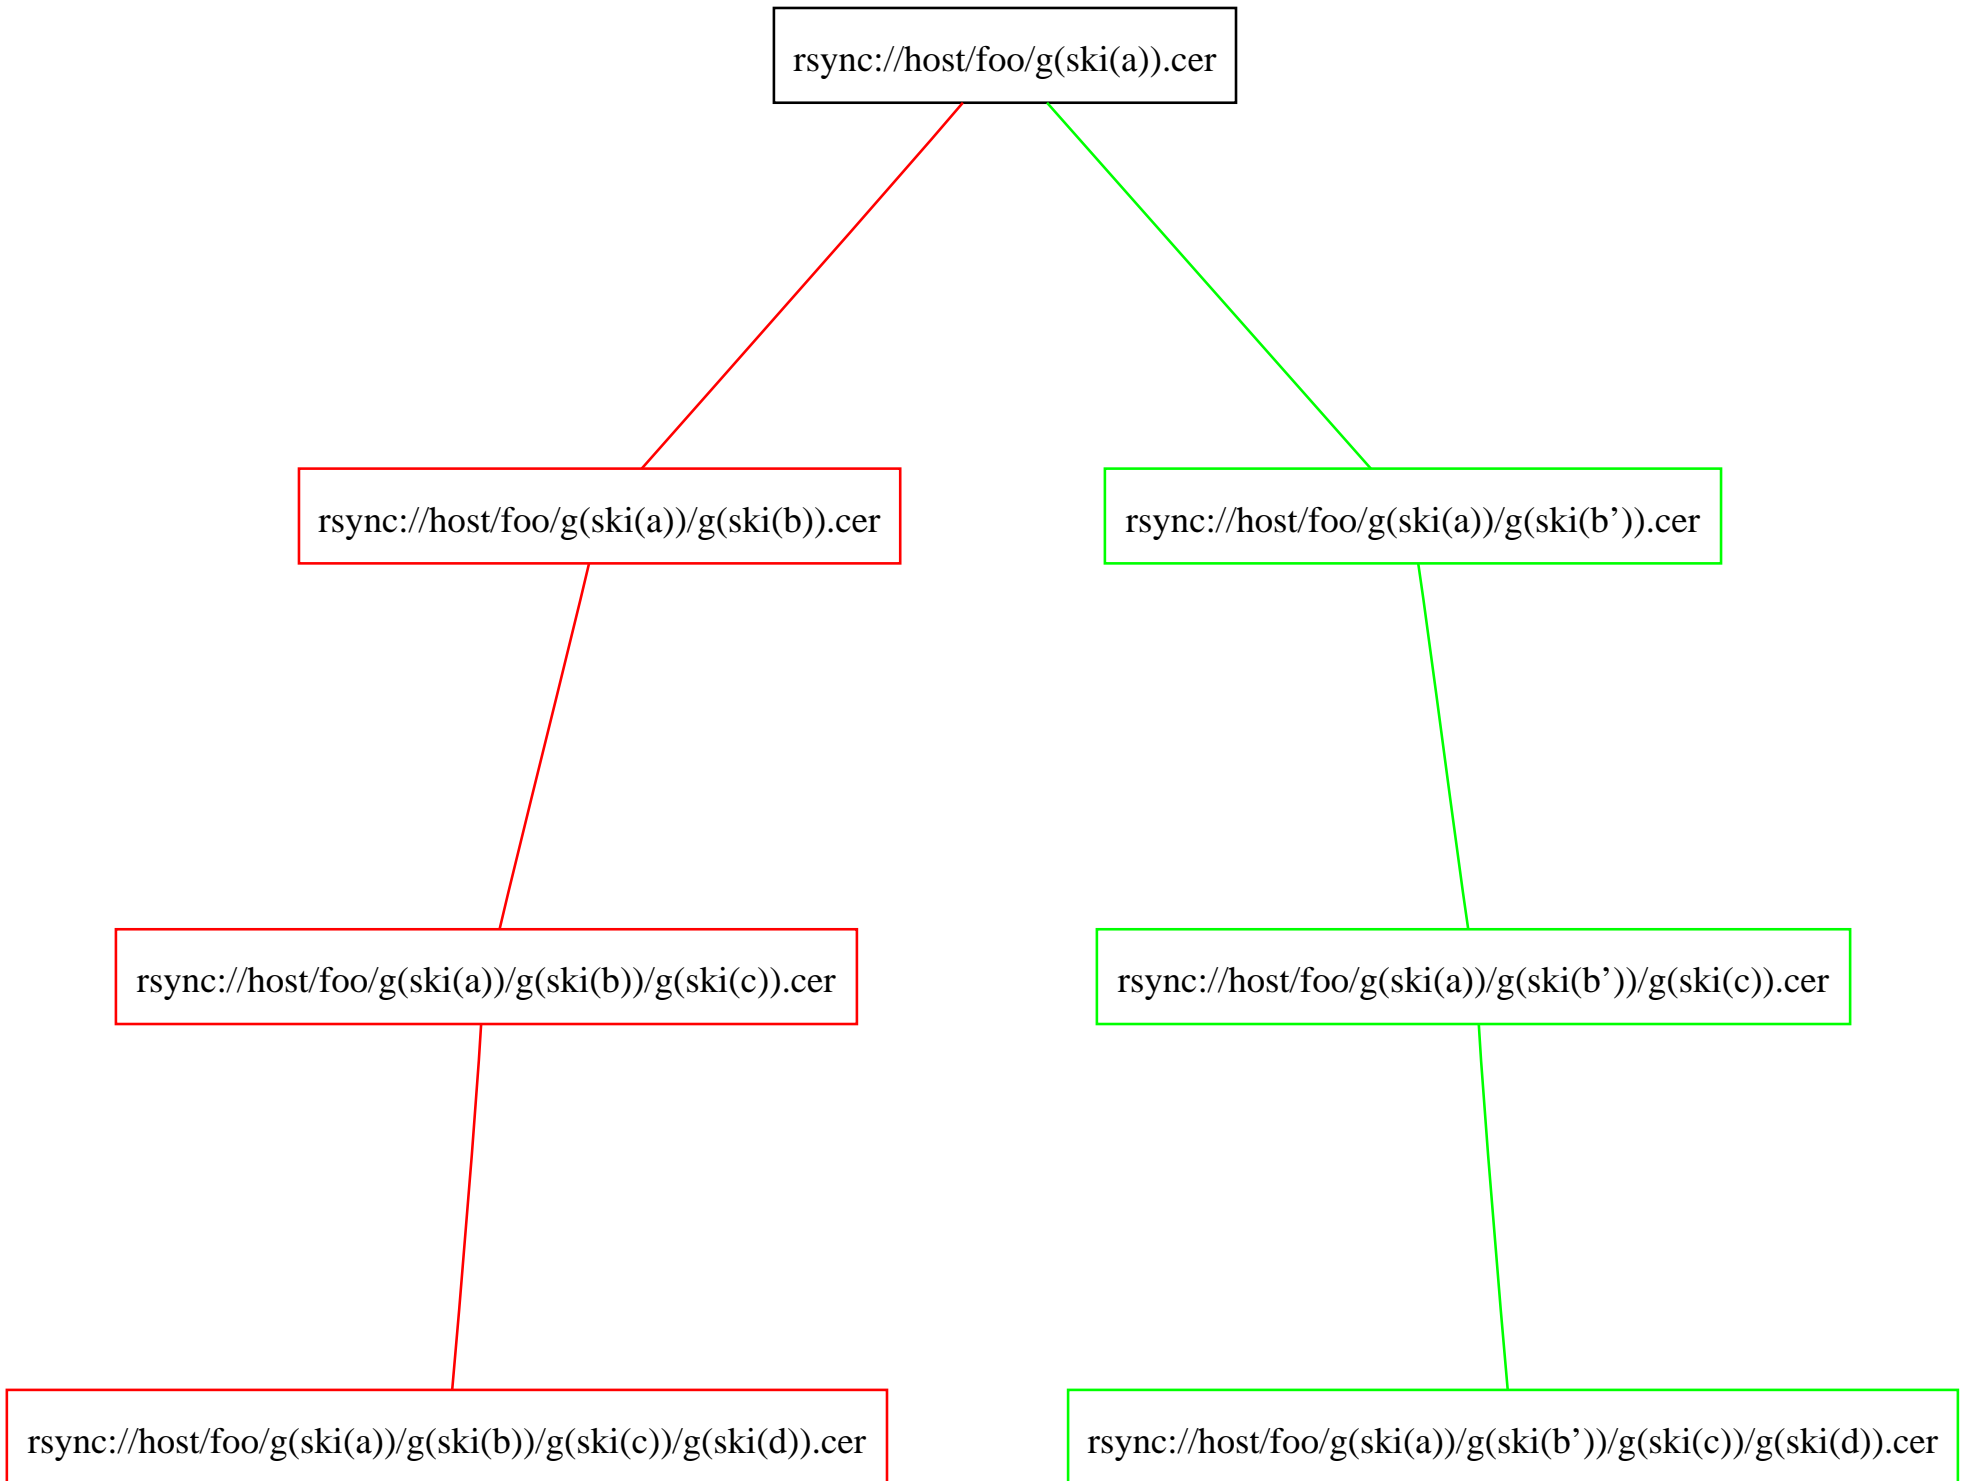 rsync://host/foo/g(ski(a)).cer
rsync://host/foo/g(ski(a))/g(ski(b)).cer
rsync://host/foo/g(ski(a))/g(ski(b’)).cer
rsync://host/foo/g(ski(a))/g(ski(b))/g(ski(c)).cer
rsync://host/foo/g(ski(a))/g(ski(b’))/g(ski(c)).cer
rsync://host/foo/g(ski(a))/g(ski(b))/g(ski(c))/g(ski(d)).cer
rsync://host/foo/g(ski(a))/g(ski(b’))/g(ski(c))/g(ski(d)).cer